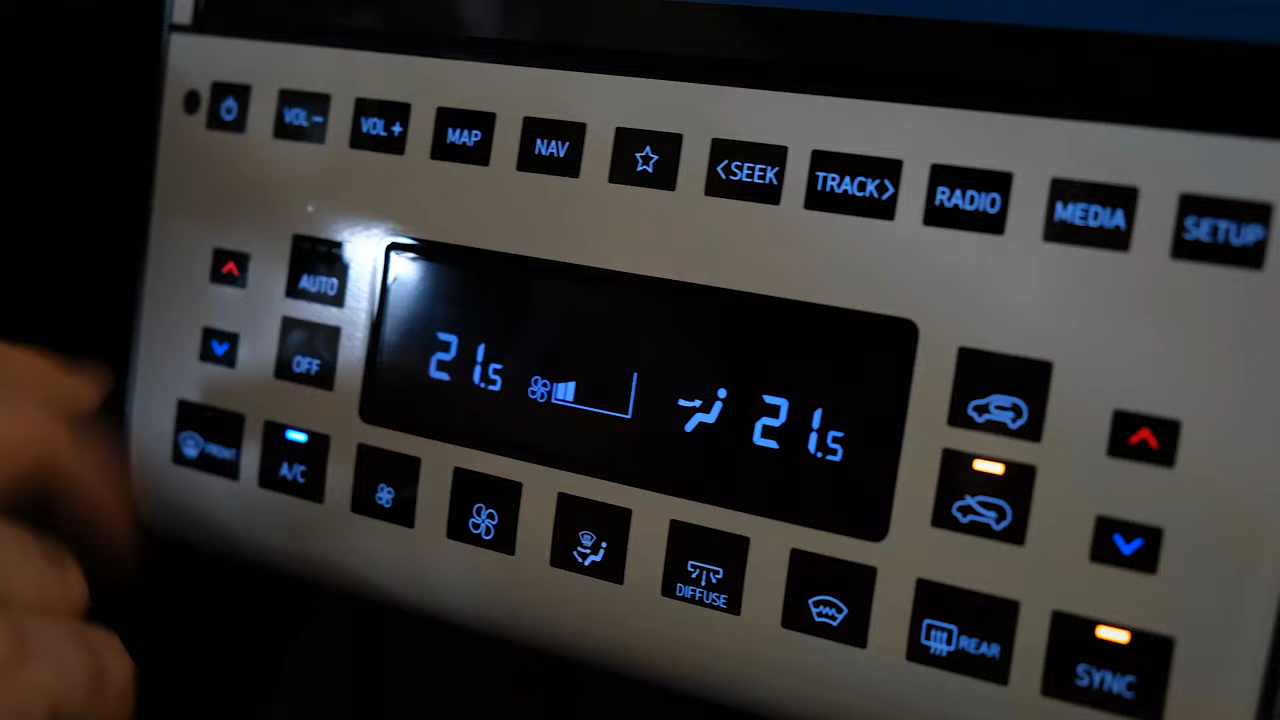 VOL - VOL + MAP NAV <SEEK TRACK> RADIO MEDIA SETUP
AUTO
OFF
21.5 21.5
FRONT A/C DIFFUSE REAR SYNC